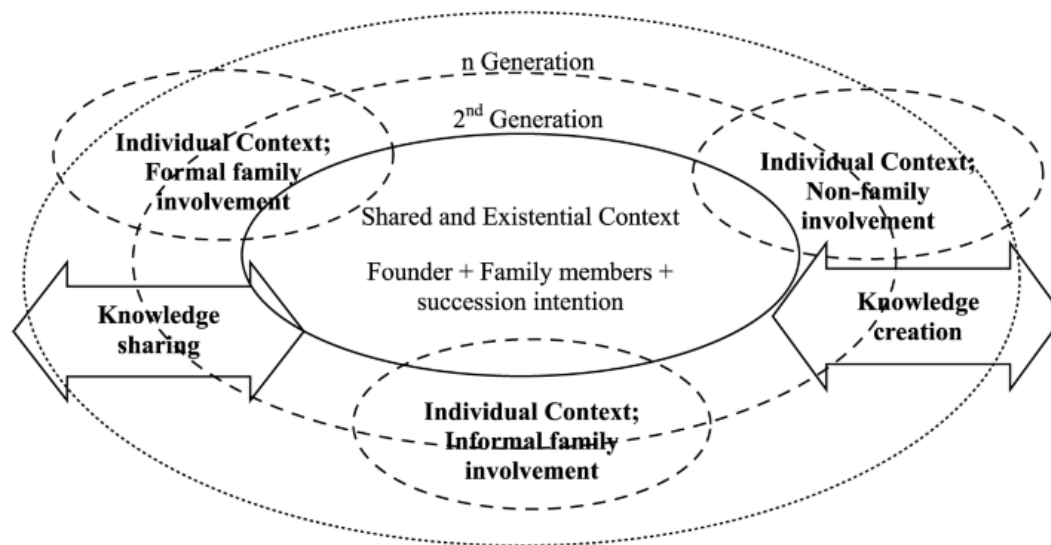 n Generation
2nd Generation
Individual Context;
Formal family
involvement
Individual Context;
Non-family
involvement
Shared and Existential Context
Founder + Family members +
succession intention
Knowledge
sharing
Knowledge
creation
Individual Context;
Informal family
involvement